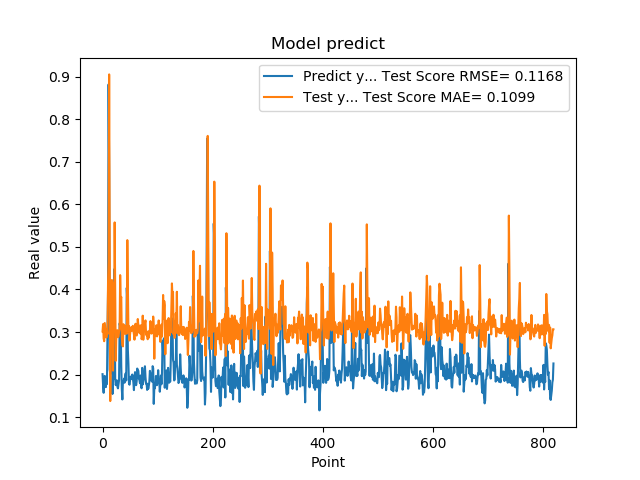 Model predict
Predict y... Test Score RMSE= 0.1168
Test y... Test Score MAE= 0.1099
Real value
0.9
0.8
0.7
0.6
0.5
0.4
0.3
0.2
0.1
0 200 400 600 800
Point